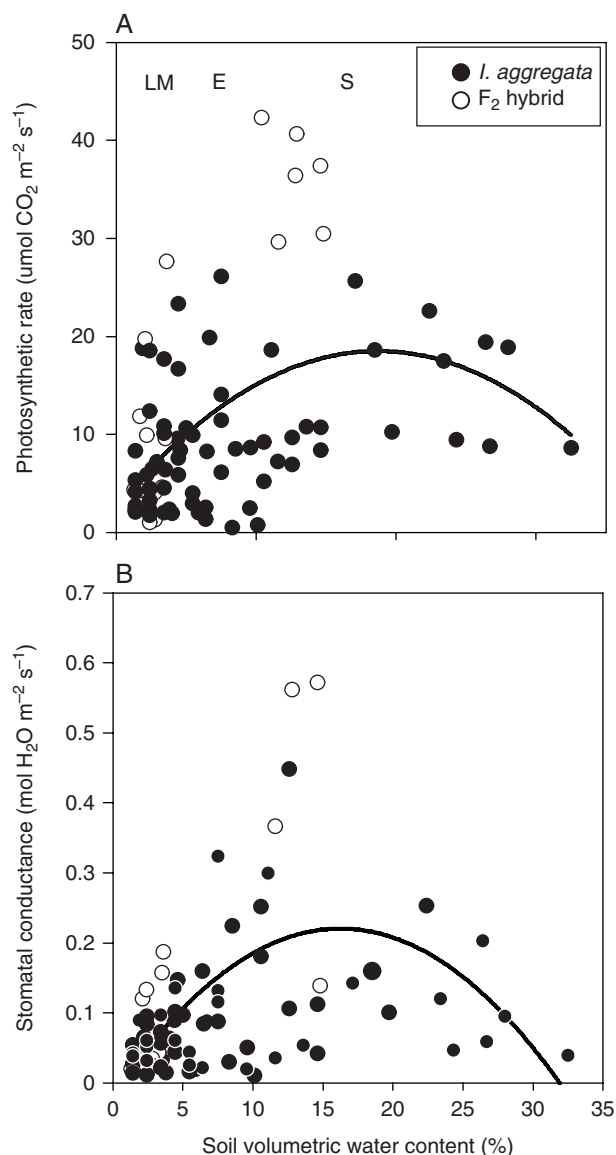 A
50
40
30
20
10
0
Photosynthetic rate (umol CO₂ m⁻² s⁻¹)
LM E S
I. aggregata
F₂ hybrid
B
0.7
0.6
0.5
0.4
0.3
0.2
0.1
0
Stomatal conductance (mol H₂O m⁻² s⁻¹)
0 5 10 15 20 25 30 35
Soil volumetric water content (%)